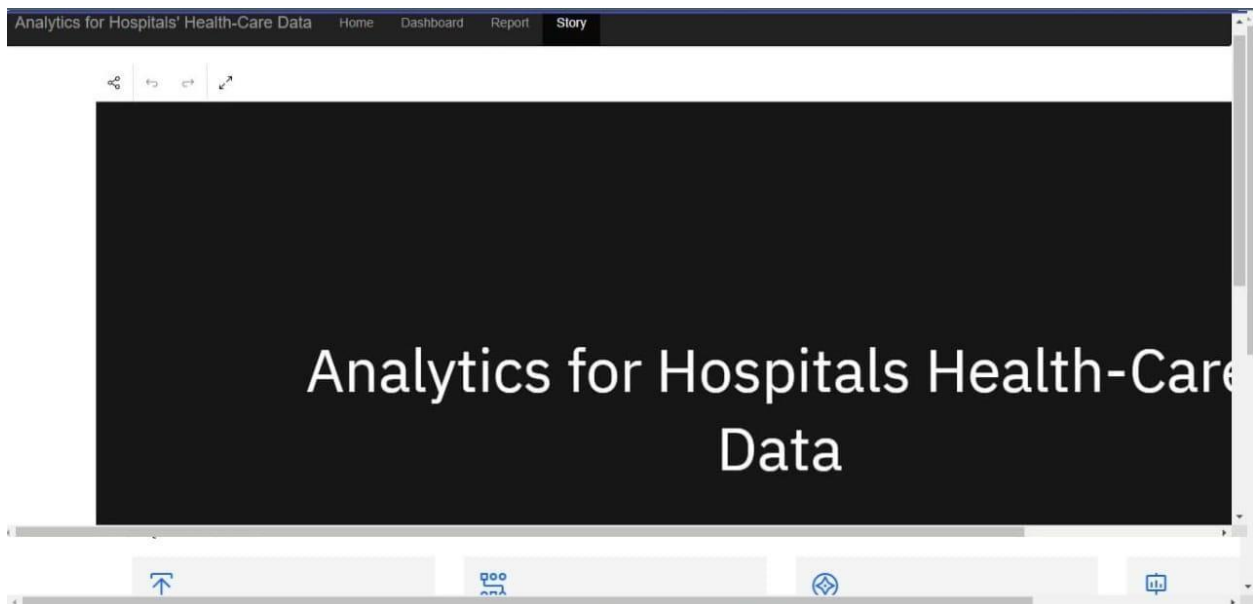 Analytics for Hospitals' Health-Care Data Home Dashboard Report Story
Analytics for Hospitals Health-Care
Data